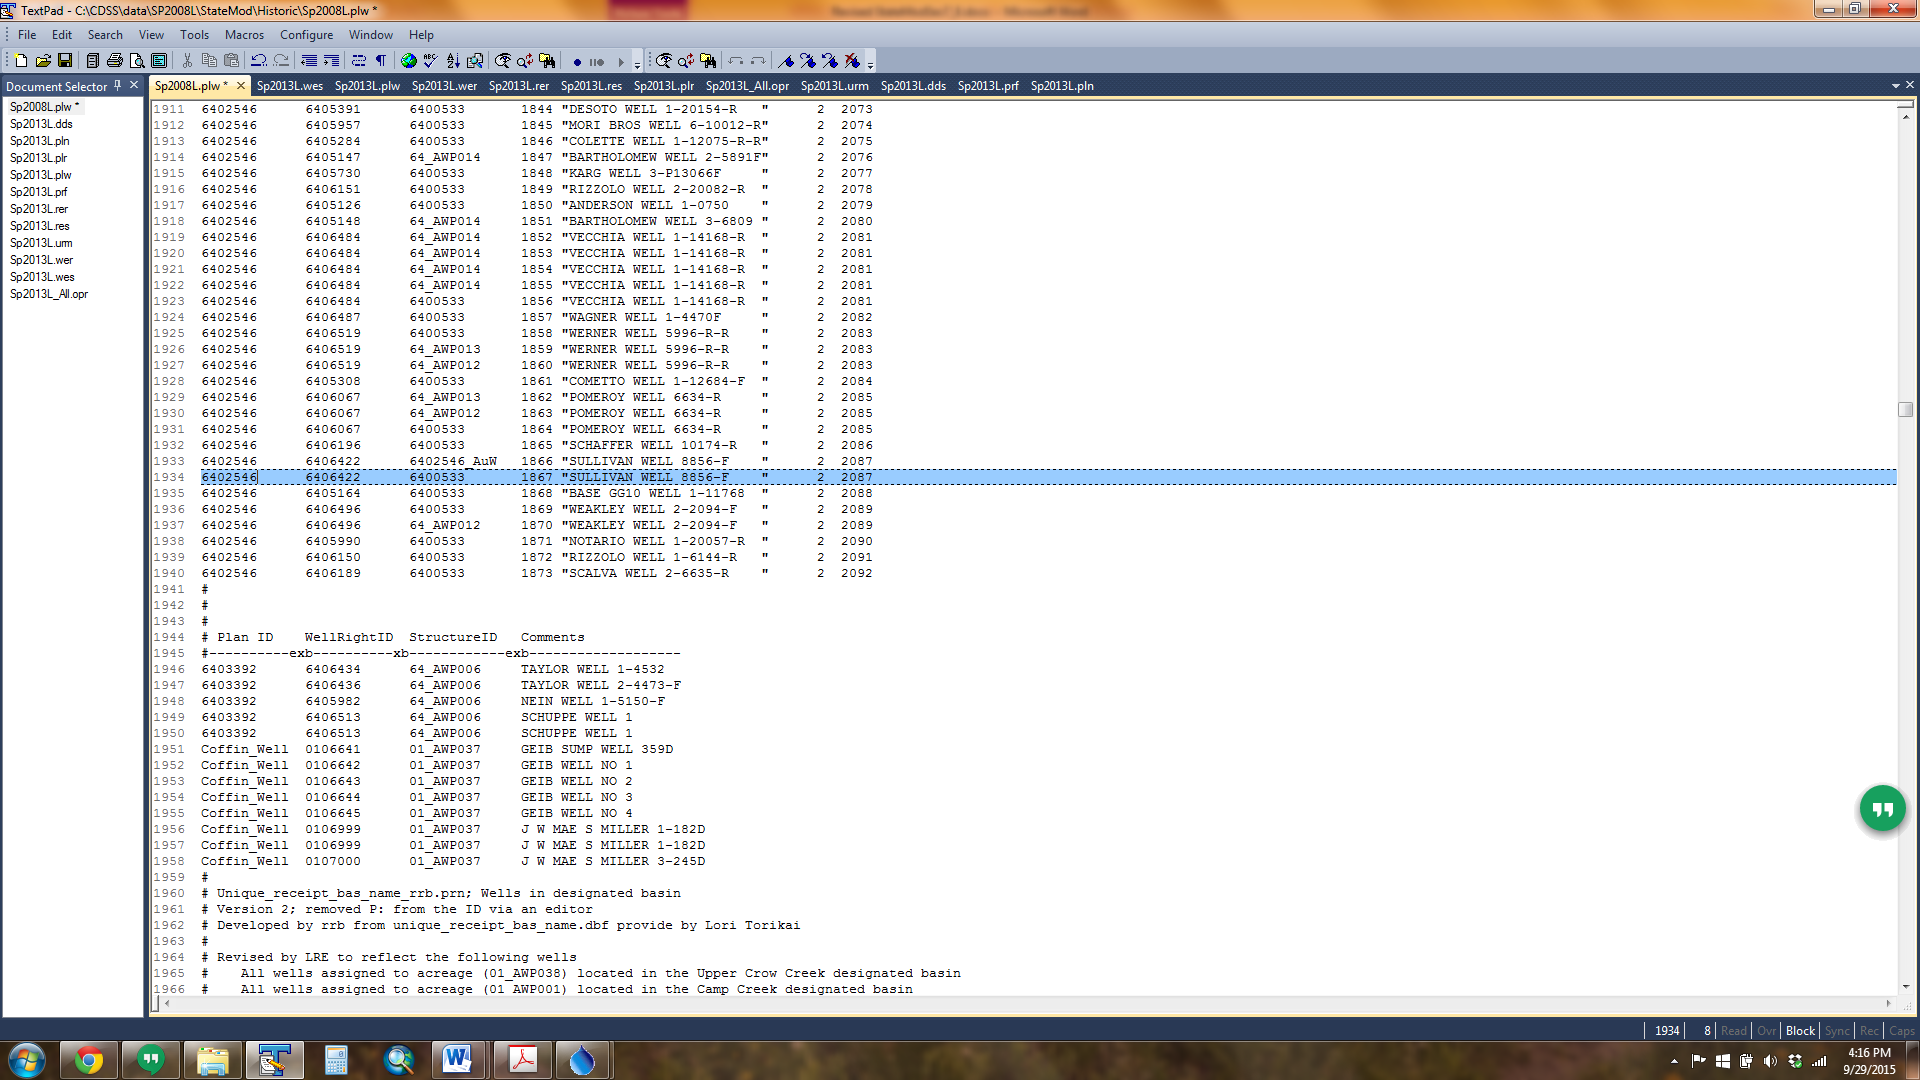 TextPad - C:\CDSS\data\SP2008L\StateMod\Historic\Sp2008L.plw *
File Edit Search View Tools Macros Configure Window Help
Document Selector
Sp2008L.plw * Sp2013L.wes Sp2013L.plw Sp2013L.wer Sp2013L.rer Sp2013L.res Sp2013L.plr Sp2013L_All.opr Sp2013L.urm Sp2013L.dds Sp2013L.prf Sp2013L.pln
Sp2008L.plw *
Sp2013L.dds
Sp2013L.pln
Sp2013L.plr
Sp2013L.plw
Sp2013L.prf
Sp2013L.rer
Sp2013L.res
Sp2013L.urm
Sp2013L.wer
Sp2013L.wes
Sp2013L_All.opr
1911 6402546 6405391 6400533 1844 "DESOTO WELL 1-20154-R " 2 2073
1912 6402546 6405957 6400533 1845 "MORI BROS WELL 6-10012-R" 2 2074
1913 6402546 6405284 6400533 1846 "COLETTE WELL 1-12075-R-R" 2 2075
1914 6402546 6405147 64_AWP014 1847 "BARTHOLOMEW WELL 2-5891F" 2 2076
1915 6402546 6405730 6400533 1848 "KARG WELL 3-P13066F " 2 2077
1916 6402546 6406151 6400533 1849 "RIZZOLO WELL 2-20082-R " 2 2078
1917 6402546 6405126 6400533 1850 "ANDERSON WELL 1-0750 " 2 2079
1918 6402546 6405148 64_AWP014 1851 "BARTHOLOMEW WELL 3-6809 " 2 2080
1919 6402546 6406484 64_AWP014 1852 "VECCHIA WELL 1-14168-R " 2 2081
1920 6402546 6406484 64_AWP014 1853 "VECCHIA WELL 1-14168-R " 2 2081
1921 6402546 6406484 64_AWP014 1854 "VECCHIA WELL 1-14168-R " 2 2081
1922 6402546 6406484 64_AWP014 1855 "VECCHIA WELL 1-14168-R " 2 2081
1923 6402546 6406484 6400533 1856 "VECCHIA WELL 1-14168-R " 2 2081
1924 6402546 6406487 6400533 1857 "WAGNER WELL 1-4470F " 2 2082
1925 6402546 6406519 6400533 1858 "WERNER WELL 5996-R-R " 2 2083
1926 6402546 6406519 64_AWP013 1859 "WERNER WELL 5996-R-R " 2 2083
1927 6402546 6406519 64_AWP012 1860 "WERNER WELL 5996-R-R " 2 2083
1928 6402546 6405308 6400533 1861 "COMETTO WELL 1-12684-F " 2 2084
1929 6402546 6406067 64_AWP013 1862 "POMEROY WELL 6634-R " 2 2085
1930 6402546 6406067 64_AWP012 1863 "POMEROY WELL 6634-R " 2 2085
1931 6402546 6406067 6400533 1864 "POMEROY WELL 6634-R " 2 2085
1932 6402546 6406196 6400533 1865 "SCHAFFER WELL 10174-R " 2 2086
1933 6402546 6406422 6402546_AuW 1866 "SULLIVAN WELL 8856-F " 2 2087
1934 6402546 6406422 6400533 1867 "SULLIVAN WELL 8856-F " 2 2087
1935 6402546 6405164 6400533 1868 "BASE GG10 WELL 1-11768 " 2 2088
1936 6402546 6406496 6400533 1869 "WEAKLEY WELL 2-2094-F " 2 2089
1937 6402546 6406496 64_AWP012 1870 "WEAKLEY WELL 2-2094-F " 2 2089
1938 6402546 6405990 6400533 1871 "NOTARIO WELL 1-20057-R " 2 2090
1939 6402546 6406150 6400533 1872 "RIZZOLO WELL 1-6144-R " 2 2091
1940 6402546 6406189 6400533 1873 "SCALVA WELL 2-6635-R " 2 2092
1941 #
1942 #
1943 #
1944 # Plan ID WellRightID StructureID Comments
1945 #----------exb----------xb------------exb-------------------
1946 6403392 6406434 64_AWP006 TAYLOR WELL 1-4532
1947 6403392 6406436 64_AWP006 TAYLOR WELL 2-4473-F
1948 6403392 6405982 64_AWP006 NEIN WELL 1-5150-F
1949 6403392 6406513 64_AWP006 SCHUPPE WELL 1
1950 6403392 6406513 64_AWP006 SCHUPPE WELL 1
1951 Coffin_Well 0106641 01_AWP037 GEIB SUMP WELL 359D
1952 Coffin_Well 0106642 01_AWP037 GEIB WELL NO 1
1953 Coffin_Well 0106643 01_AWP037 GEIB WELL NO 2
1954 Coffin_Well 0106644 01_AWP037 GEIB WELL NO 3
1955 Coffin_Well 0106645 01_AWP037 GEIB WELL NO 4
1956 Coffin_Well 0106999 01_AWP037 J W MAE S MILLER 1-182D
1957 Coffin_Well 0106999 01_AWP037 J W MAE S MILLER 1-182D
1958 Coffin_Well 0107000 01_AWP037 J W MAE S MILLER 3-245D
1959 #
1960 # Unique_receipt_bas_name_rrb.prn; Wells in designated basin
1961 # Version 2; removed P: from the ID via an editor
1962 # Developed by rrb from unique_receipt_bas_name.dbf provide by Lori Torikai
1963 #
1964 # Revised by LRE to reflect the following wells
1965 # All wells assigned to acreage (01_AWP038) located in the Upper Crow Creek designated basin
1966 # All wells assigned to acreage (01_AWP001) located in the Camp Creek designated basin
1934 8 Read Ovr Block Sync Rec Caps
4:16 PM
9/29/2015